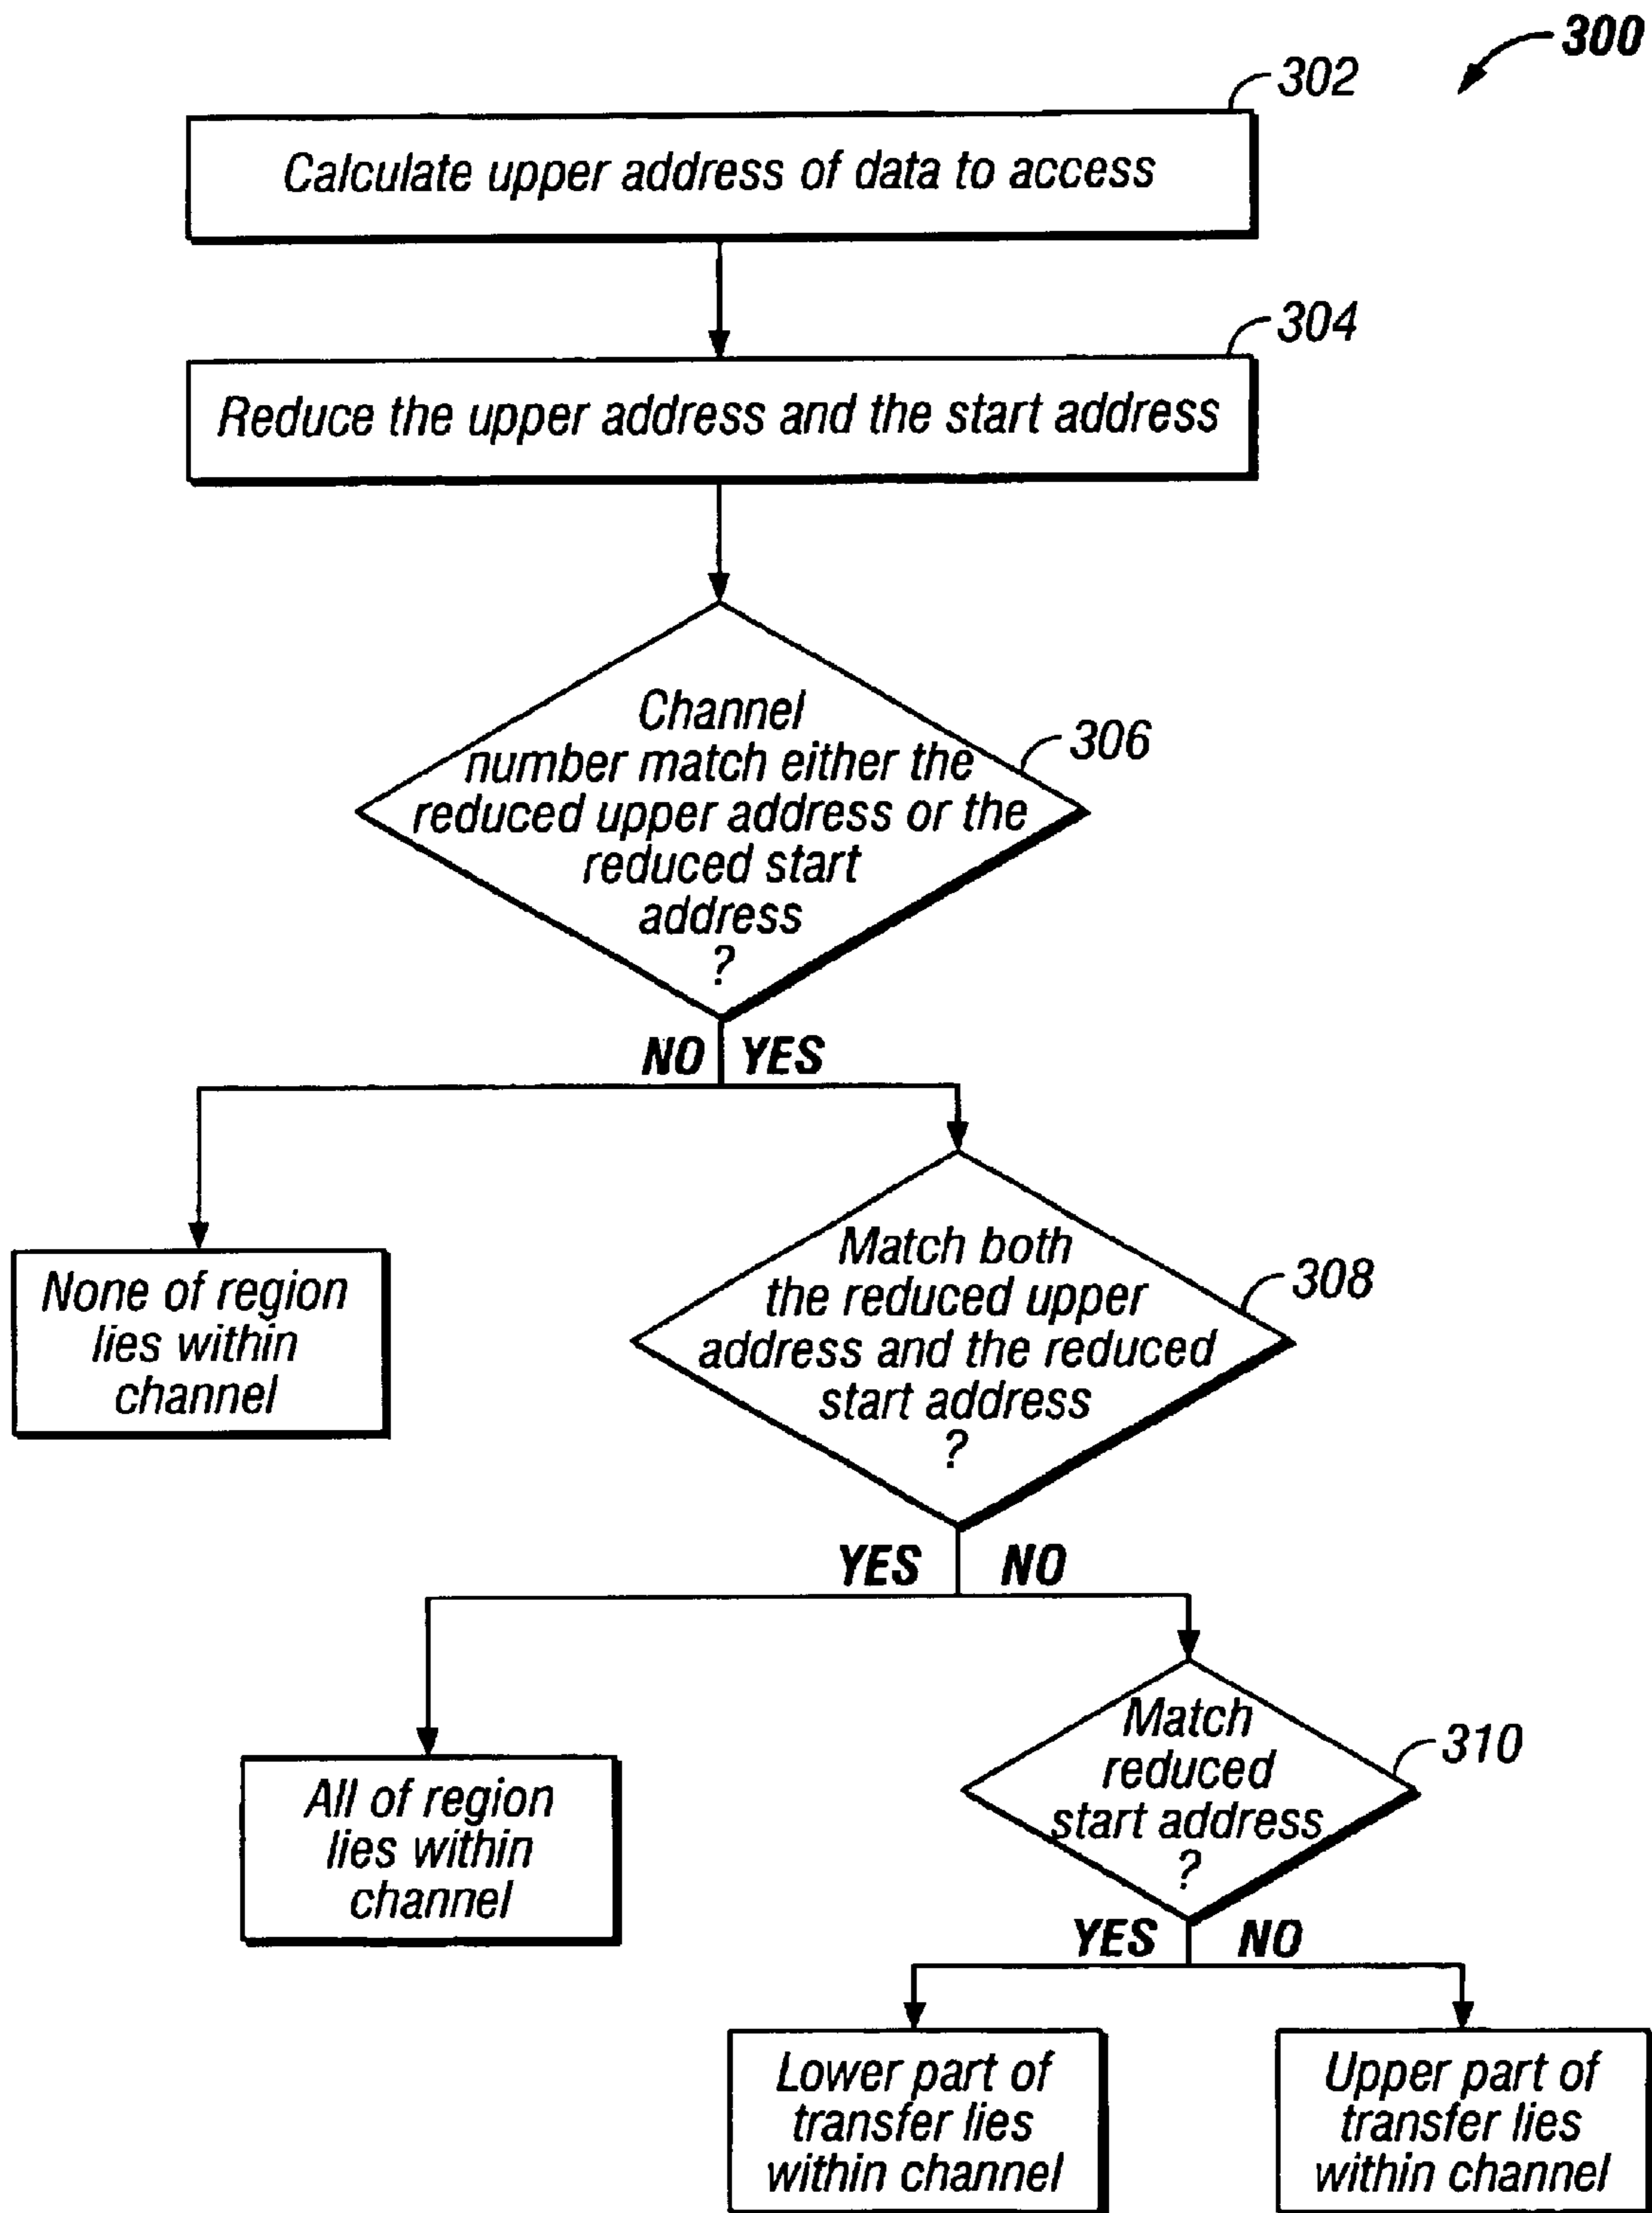 300
302
Calculate upper address of data to access
304
Reduce the upper address and the start address
Channel
number match either the
reduced upper address or the
reduced start
address
?
306
NO YES
None of region
lies within
channel
Match both
the reduced upper
address and the reduced
start address
?
308
YES NO
All of region
lies within
channel
Match
reduced
start address
?
310
YES NO
Lower part of
transfer lies
within channel
Upper part of
transfer lies
within channel